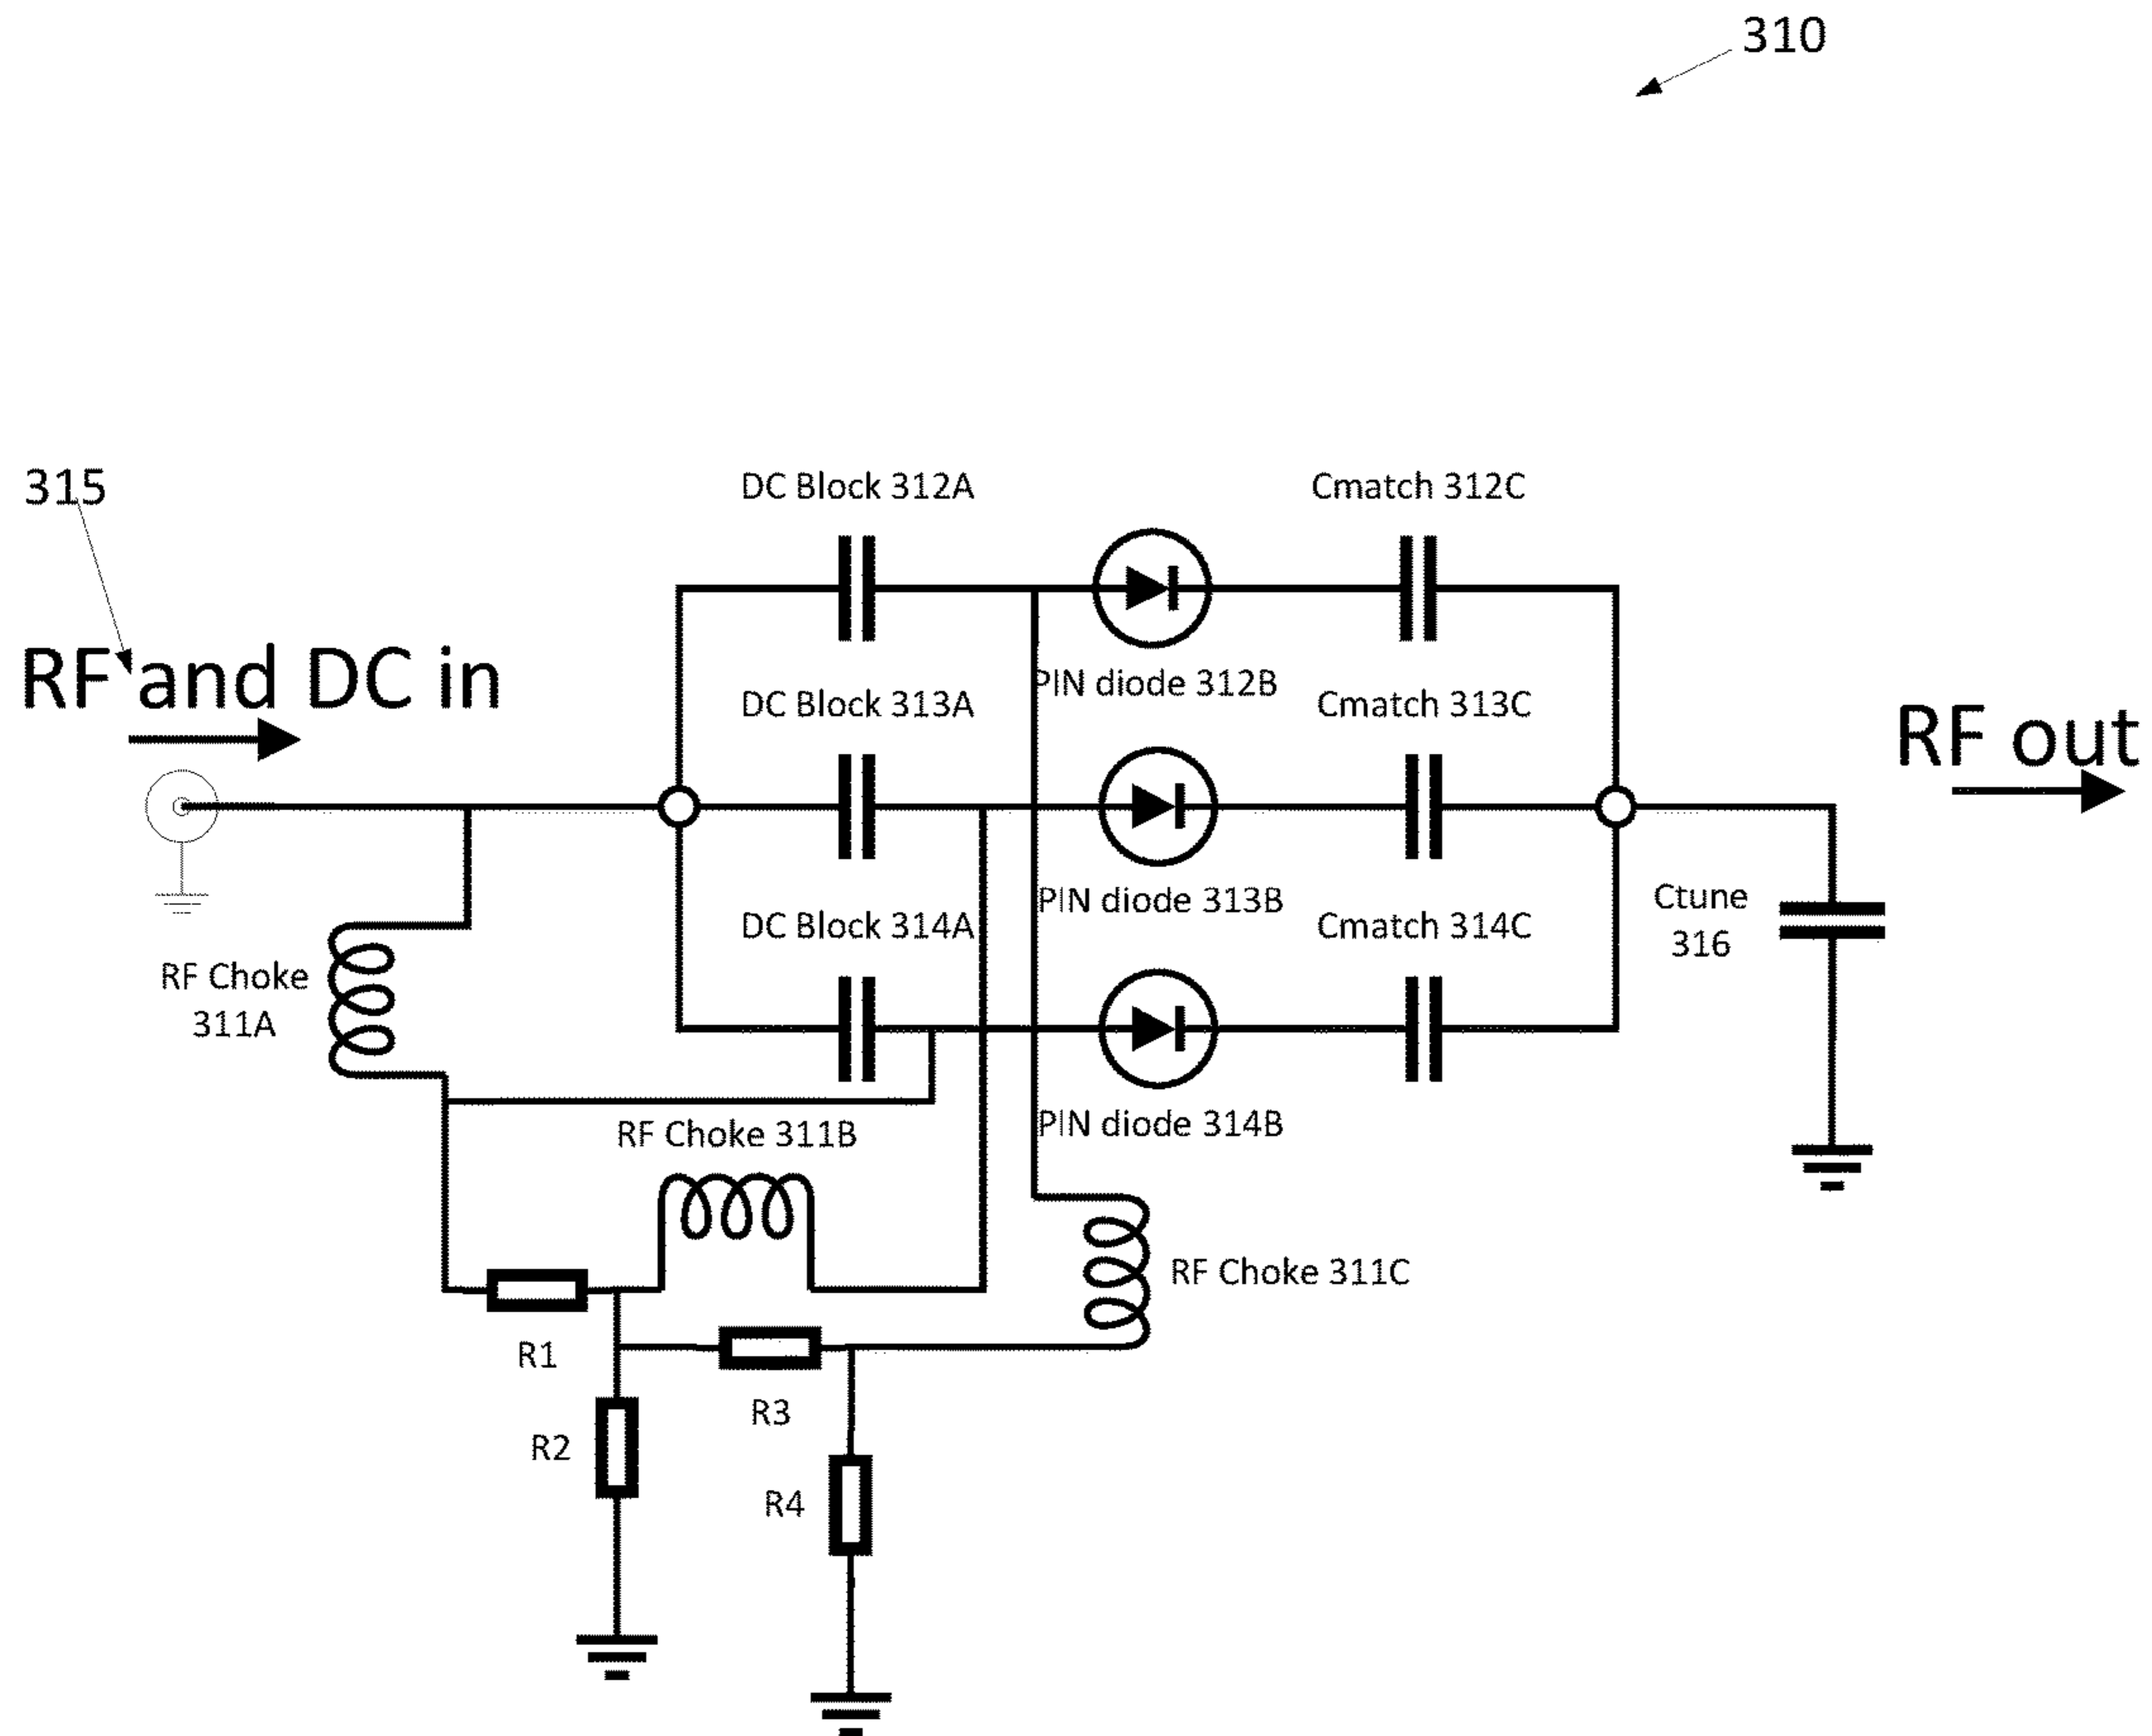 310
315
RF and DC in
DC Block 312A
Cmatch 312C
PIN diode 312B
DC Block 313A
Cmatch 313C
RF out
PIN diode 313B
DC Block 314A
Cmatch 314C
Ctune
316
RF Choke
311A
PIN diode 314B
RF Choke 311B
RF Choke 311C
R1
R3
R2
R4